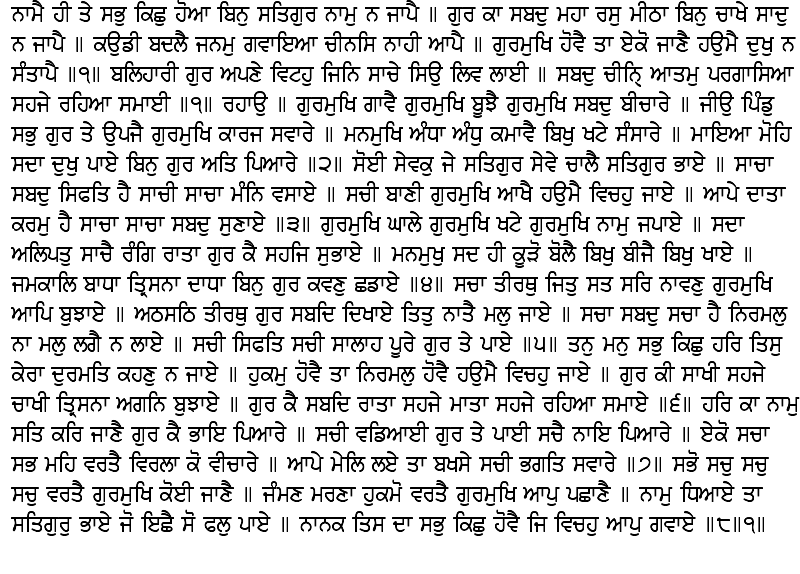 ਨਾਮੈ ਹੀ ਤੇ ਸਭੁ ਕਿਛੁ ਹੋਆ ਬਿਨੁ ਸਤਿਗੁਰ ਨਾਮੁ ਨ ਜਾਪੈ ॥ ਗੁਰ ਕਾ ਸਬਦੁ ਮਹਾ ਰਸੁ ਮੀਠਾ ਬਿਨੁ ਚਾਖੇ ਸਾਦੁ
ਨ ਜਾਪੈ ॥ ਕਉਡੀ ਬਦਲੈ ਜਨਮੁ ਗਵਾਇਆ ਚੀਨਸਿ ਨਾਹੀ ਆਪੈ ॥ ਗੁਰਮੁਖਿ ਹੋਵੈ ਤਾ ਏਕੋ ਜਾਣੈ ਹਉਮੈ ਦੁਖੁ ਨ
ਸੰਤਾਪੈ ॥੧॥ ਬਲਿਹਾਰੀ ਗੁਰ ਅਪਣੇ ਵਿਟਹੁ ਜਿਨਿ ਸਾਚੇ ਸਿਉ ਲਿਵ ਲਾਈ ॥ ਸਬਦੁ ਚੀਨ੍ਹਿ ਆਤਮੁ ਪਰਗਾਸਿਆ
ਸਹਜੇ ਰਹਿਆ ਸਮਾਈ ॥੧॥ ਰਹਾਉ ॥ ਗੁਰਮੁਖਿ ਗਾਵੈ ਗੁਰਮੁਖਿ ਬੂਝੈ ਗੁਰਮੁਖਿ ਸਬਦੁ ਬੀਚਾਰੇ ॥ ਜੀਉ ਪਿੰਡੁ
ਸਭੁ ਗੁਰ ਤੇ ਉਪਜੈ ਗੁਰਮੁਖਿ ਕਾਰਜ ਸਵਾਰੇ ॥ ਮਨਮੁਖਿ ਅੰਧਾ ਅੰਧੁ ਕਮਾਵੈ ਬਿਖੁ ਖਟੇ ਸੰਸਾਰੇ ॥ ਮਾਇਆ ਮੋਹਿ
ਸਦਾ ਦੁਖੁ ਪਾਏ ਬਿਨੁ ਗੁਰ ਅਤਿ ਪਿਆਰੇ ॥੨॥ ਸੋਈ ਸੇਵਕੁ ਜੇ ਸਤਿਗੁਰ ਸੇਵੇ ਚਾਲੈ ਸਤਿਗੁਰ ਭਾਏ ॥ ਸਾਚਾ
ਸਬਦੁ ਸਿਫਤਿ ਹੈ ਸਾਚੀ ਸਾਚਾ ਮੰਨਿ ਵਸਾਏ ॥ ਸਚੀ ਬਾਣੀ ਗੁਰਮੁਖਿ ਆਖੈ ਹਉਮੈ ਵਿਚਹੁ ਜਾਏ ॥ ਆਪੇ ਦਾਤਾ
ਕਰਮੁ ਹੈ ਸਾਚਾ ਸਾਚਾ ਸਬਦੁ ਸੁਣਾਏ ॥੩॥ ਗੁਰਮੁਖਿ ਘਾਲੇ ਗੁਰਮੁਖਿ ਖਟੇ ਗੁਰਮੁਖਿ ਨਾਮੁ ਜਪਾਏ ॥ ਸਦਾ
ਅਲਿਪਤੁ ਸਾਚੈ ਰੰਗਿ ਰਾਤਾ ਗੁਰ ਕੈ ਸਹਜਿ ਸੁਭਾਏ ॥ ਮਨਮੁਖੁ ਸਦ ਹੀ ਕੂੜੋ ਬੋਲੈ ਬਿਖੁ ਬੀਜੈ ਬਿਖੁ ਖਾਏ ॥
ਜਮਕਾਲਿ ਬਾਧਾ ਤ੍ਰਿਸਨਾ ਦਾਧਾ ਬਿਨੁ ਗੁਰ ਕਵਣੁ ਛਡਾਏ ॥੪॥ ਸਚਾ ਤੀਰਥੁ ਜਿਤੁ ਸਤ ਸਰਿ ਨਾਵਣੁ ਗੁਰਮੁਖਿ
ਆਪਿ ਬੁਝਾਏ ॥ ਅਠਸਠਿ ਤੀਰਥੁ ਗੁਰ ਸਬਦਿ ਦਿਖਾਏ ਤਿਤੁ ਨਾਤੈ ਮਲੁ ਜਾਏ ॥ ਸਚਾ ਸਬਦੁ ਸਚਾ ਹੈ ਨਿਰਮਲੁ
ਨਾ ਮਲੁ ਲਗੈ ਨ ਲਾਏ ॥ ਸਚੀ ਸਿਫਤਿ ਸਚੀ ਸਾਲਾਹ ਪੂਰੇ ਗੁਰ ਤੇ ਪਾਏ ॥੫॥ ਤਨੁ ਮਨੁ ਸਭੁ ਕਿਛੁ ਹਰਿ ਤਿਸੁ
ਕੇਰਾ ਦੁਰਮਤਿ ਕਹਣੁ ਨ ਜਾਏ ॥ ਹੁਕਮੁ ਹੋਵੈ ਤਾ ਨਿਰਮਲੁ ਹੋਵੈ ਹਉਮੈ ਵਿਚਹੁ ਜਾਏ ॥ ਗੁਰ ਕੀ ਸਾਖੀ ਸਹਜੇ
ਚਾਖੀ ਤ੍ਰਿਸਨਾ ਅਗਨਿ ਬੁਝਾਏ ॥ ਗੁਰ ਕੈ ਸਬਦਿ ਰਾਤਾ ਸਹਜੇ ਮਾਤਾ ਸਹਜੇ ਰਹਿਆ ਸਮਾਏ ॥੬॥ ਹਰਿ ਕਾ ਨਾਮੁ
ਸਤਿ ਕਰਿ ਜਾਣੈ ਗੁਰ ਕੈ ਭਾਇ ਪਿਆਰੇ ॥ ਸਚੀ ਵਡਿਆਈ ਗੁਰ ਤੇ ਪਾਈ ਸਚੈ ਨਾਇ ਪਿਆਰੇ ॥ ਏਕੋ ਸਚਾ
ਸਭ ਮਹਿ ਵਰਤੈ ਵਿਰਲਾ ਕੋ ਵੀਚਾਰੇ ॥ ਆਪੇ ਮੇਲਿ ਲਏ ਤਾ ਬਖਸੇ ਸਚੀ ਭਗਤਿ ਸਵਾਰੇ ॥੭॥ ਸਭੋ ਸਚੁ ਸਚੁ
ਸਚੁ ਵਰਤੈ ਗੁਰਮੁਖਿ ਕੋਈ ਜਾਣੈ ॥ ਜੰਮਣ ਮਰਣਾ ਹੁਕਮੋ ਵਰਤੈ ਗੁਰਮੁਖਿ ਆਪੁ ਪਛਾਣੈ ॥ ਨਾਮੁ ਧਿਆਏ ਤਾ
ਸਤਿਗੁਰੁ ਭਾਏ ਜੋ ਇਛੈ ਸੋ ਫਲੁ ਪਾਏ ॥ ਨਾਨਕ ਤਿਸ ਦਾ ਸਭੁ ਕਿਛੁ ਹੋਵੈ ਜਿ ਵਿਚਹੁ ਆਪੁ ਗਵਾਏ ॥੮॥੧॥